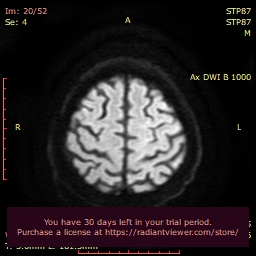 Im: 20/52
STP87
Se: 4
STP87
A
M
Ax DWI B 1000
R
L
You have 30 days left in your trial period.
Purchase a license at https://radiantviewer.com/store/